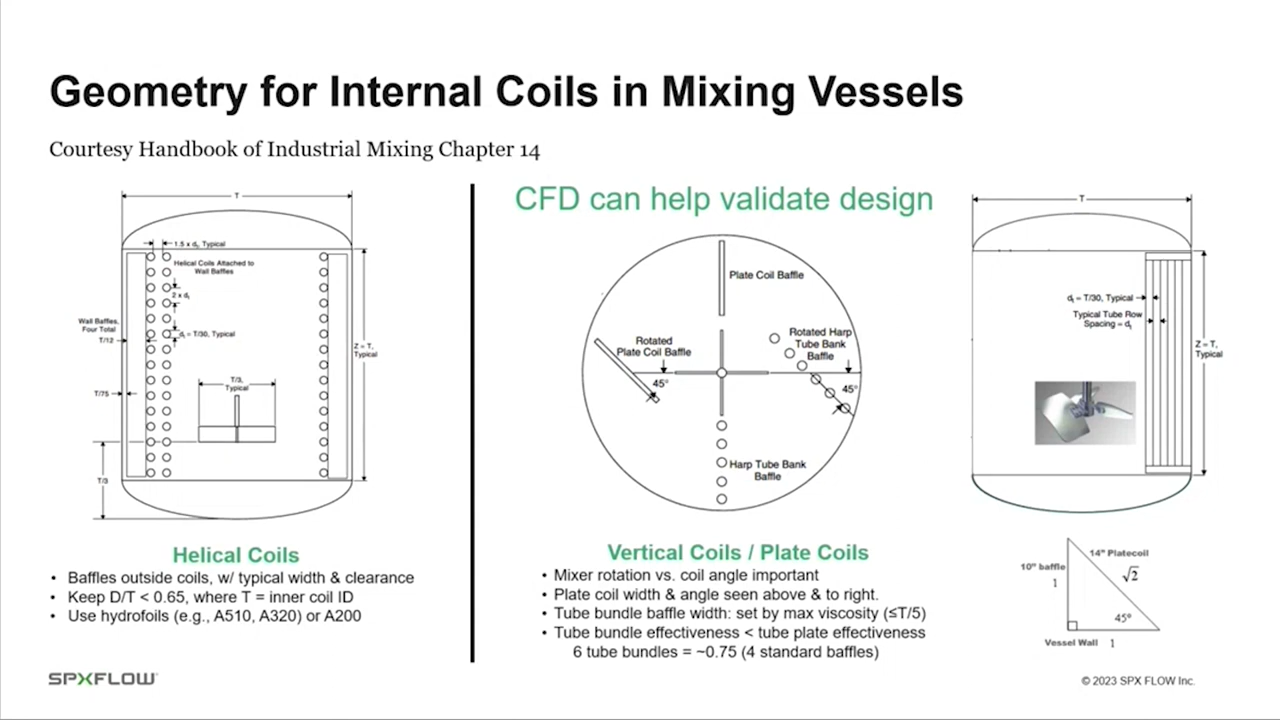 Geometry for Internal Coils in Mixing Vessels
Courtesy Handbook of Industrial Mixing Chapter 14
T
1.5 x dt, Typical
Helical Coils Attached to
Wall Baffles
2 x dt
Wall Baffles,
Four Total
T/12
dt = T/30, Typical
Z = T,
Typical
T/3,
Typical
T/75
T/3
Helical Coils
• Baffles outside coils, w/ typical width & clearance
• Keep D/T < 0.65, where T = inner coil ID
• Use hydrofoils (e.g., A510, A320) or A200
CFD can help validate design
Plate Coil Baffle
Rotated
Plate Coil Baffle
45°
Rotated Harp
Tube Bank
Baffle
45°
Harp Tube Bank
Baffle
T
dt = T/30, Typical
Typical Tube Row
Spacing = dt
Z = T,
Typical
Vertical Coils / Plate Coils
• Mixer rotation vs. coil angle important
• Plate coil width & angle seen above & to right.
• Tube bundle baffle width: set by max viscosity (≤T/5)
• Tube bundle effectiveness < tube plate effectiveness
6 tube bundles = ~0.75 (4 standard baffles)
14" Platecoil
10" baffle
1
√2
45°
Vessel Wall 1
SPXFLOW
© 2023 SPX FLOW Inc.